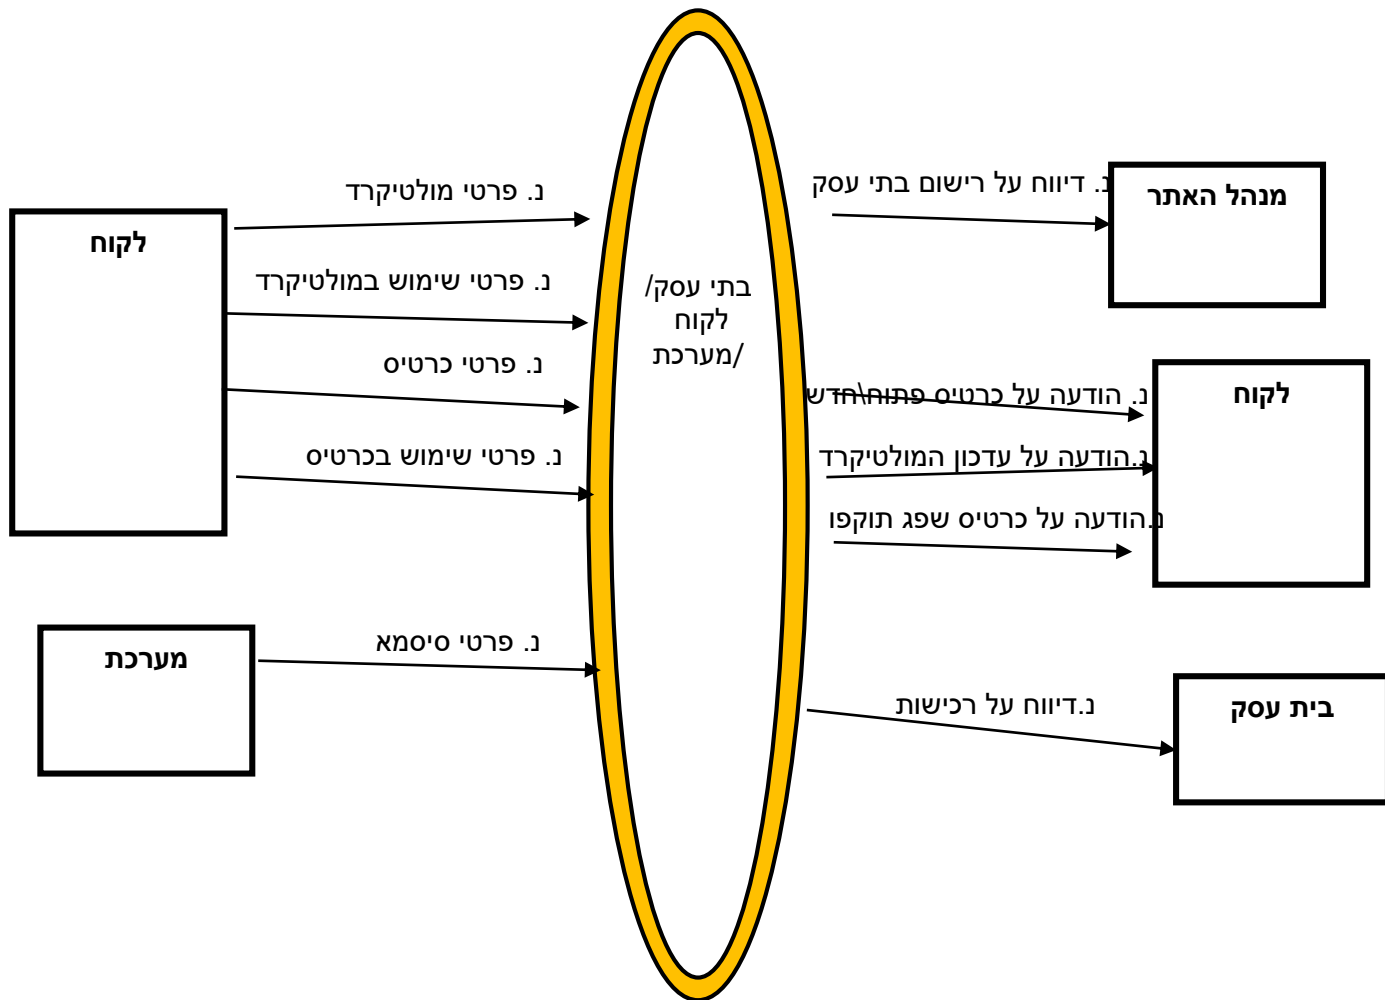 לקוח
נ. פרטי מולטיקרד
נ. פרטי שימוש במולטיקרד
נ. פרטי כרטיס
נ. פרטי שימוש בכרטיס
מערכת
נ. פרטי סיסמא
בתי עסק/
לקוח
/מערכת
נ. דיווח על רישום בתי עסק
מנהל האתר
נ. הודעה על כרטיס פתוח\חדש
נ.הודעה על עדכון המולטיקרד
נ.הודעה על כרטיס שפג תוקפו
לקוח
נ.דיווח על רכישות
בית עסק